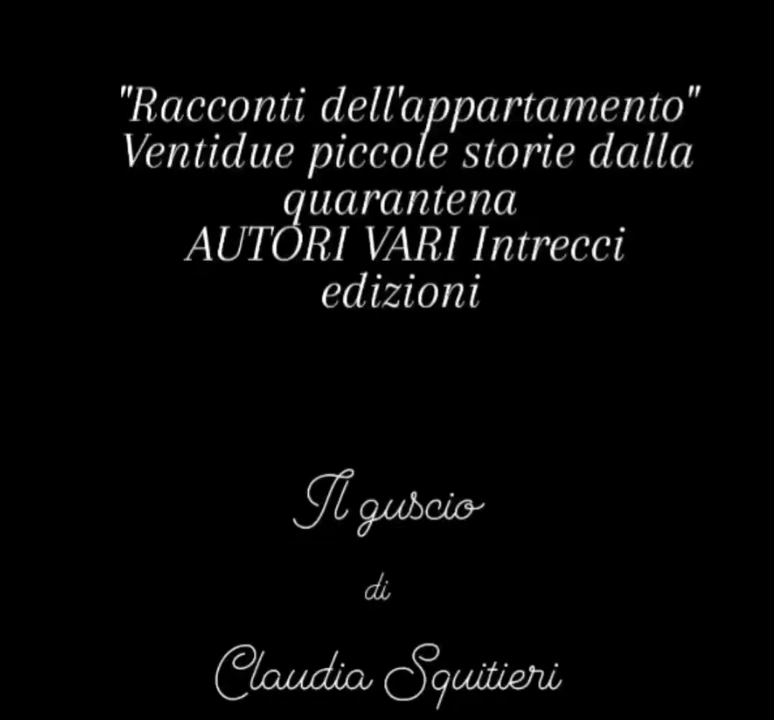 "Racconti dell'appartamento"
Ventidue piccole storie dalla
quarantena
AUTORI VARI Intrecci
edizioni
Il guscio
di
Claudia Squitieri